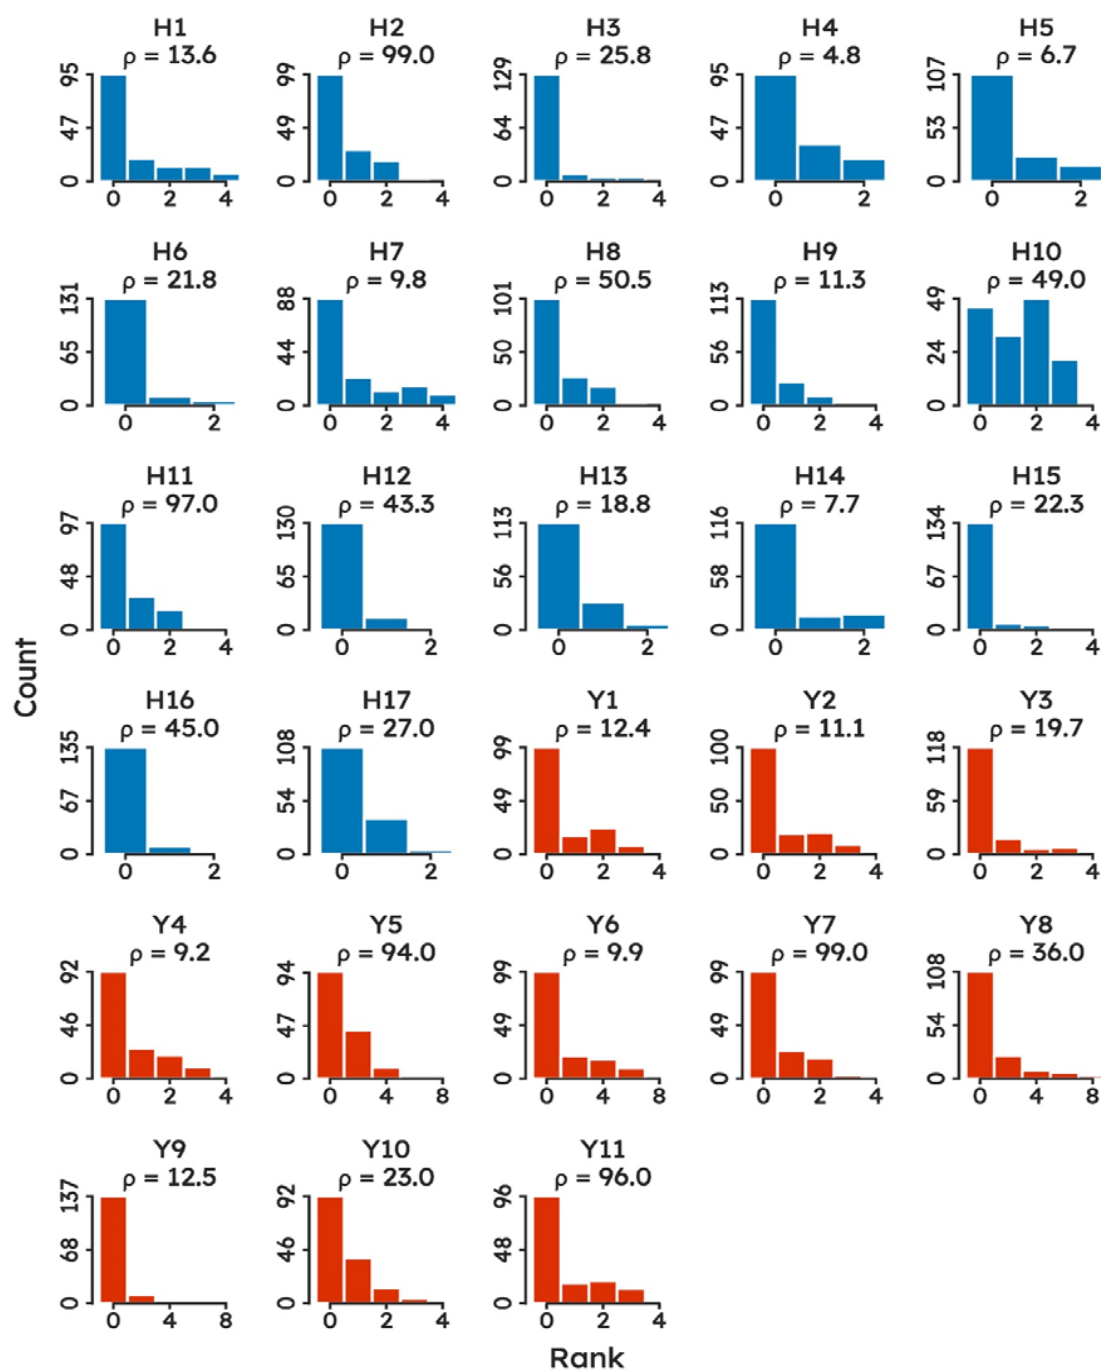 H1
ρ = 13.6
95
47
0
0 2 4
H2
ρ = 99.0
99
49
0
0 2 4
H3
ρ = 25.8
129
64
0
0 2 4
H4
ρ = 4.8
95
47
0
0 2
H5
ρ = 6.7
107
53
0
0 2
H6
ρ = 21.8
131
65
0
0 2
H7
ρ = 9.8
88
44
0
0 2 4
H8
ρ = 50.5
101
50
0
0 2 4
H9
ρ = 11.3
113
56
0
0 2 4
H10
ρ = 49.0
49
24
0
0 2 4
H11
ρ = 97.0
97
48
0
0 2 4
H12
ρ = 43.3
130
65
0
0 2
H13
ρ = 18.8
113
56
0
0 2
H14
ρ = 7.7
116
58
0
0 2
H15
ρ = 22.3
134
67
0
0 2 4
Count
H16
ρ = 45.0
135
67
0
0 2
H17
ρ = 27.0
108
54
0
0 2
Y1
ρ = 12.4
99
49
0
0 2 4
Y2
ρ = 11.1
100
50
0
0 2 4
Y3
ρ = 19.7
118
59
0
0 2 4
Y4
ρ = 9.2
92
46
0
0 2 4
Y5
ρ = 94.0
94
47
0
0 4 8
Y6
ρ = 9.9
99
49
0
0 4 8
Y7
ρ = 99.0
99
49
0
0 2 4
Y8
ρ = 36.0
108
54
0
0 4 8
Y9
ρ = 12.5
137
68
0
0 4 8
Y10
ρ = 23.0
92
46
0
0 2 4
Y11
ρ = 96.0
96
48
0
0 2 4
Rank